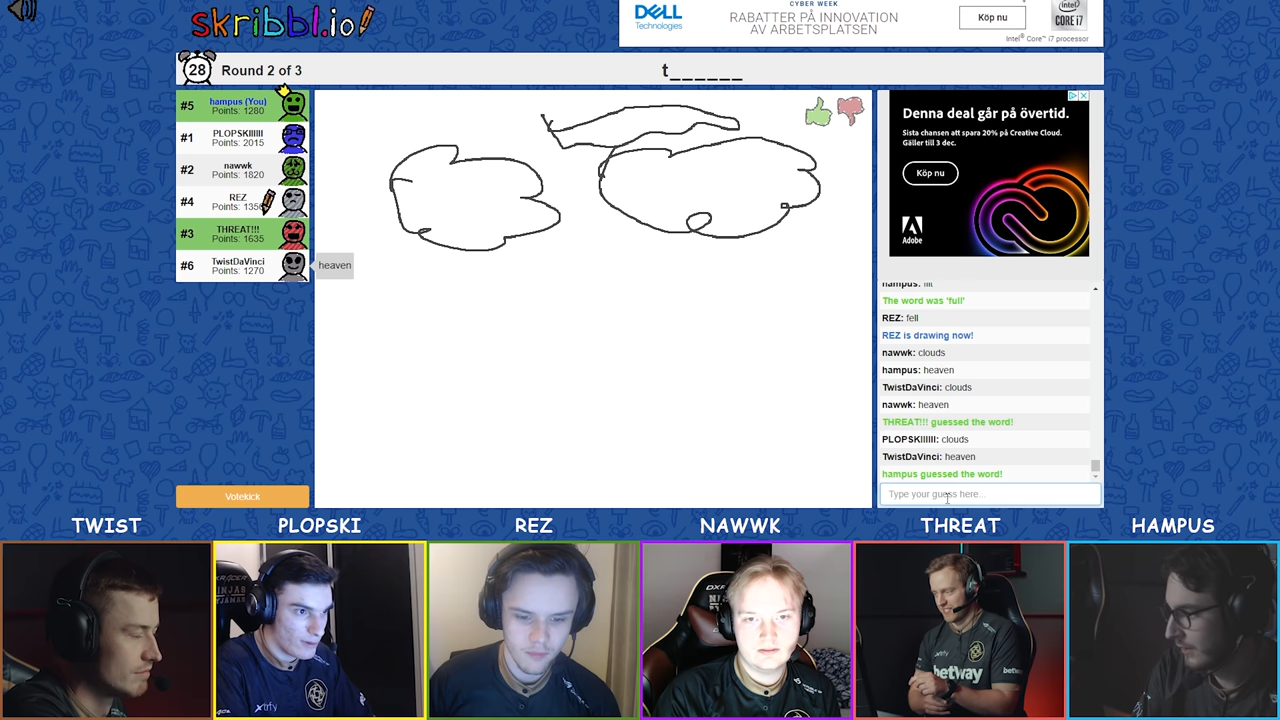 skribbl.io
DELL
Technologies
CYBER WEEK
RABATTER PÅ INNOVATION
AV ARBETSPLATSEN
Köp nu
intel
CORE i7
Intel® Core™ i7 processor
28
Round 2 of 3
t______
#5 hampus (You)
Points: 1280
#1 PLOPSKIIIIII
Points: 2015
#2 nawwk
Points: 1820
#4 REZ
Points: 1356
#3 THREAT!!!
Points: 1635
#6 TwistDaVinci
Points: 1270
heaven
Votekick
Denna deal går på övertid.
Sista chansen att spara 20% på Creative Cloud.
Gäller till 3 dec.
Köp nu
Adobe
The word was 'full'
REZ: fell
REZ is drawing now!
nawwk: clouds
hampus: heaven
TwistDaVinci: clouds
nawwk: heaven
THREAT!!! guessed the word!
PLOPSKIIIIII: clouds
TwistDaVinci: heaven
hampus guessed the word!
Type your guess here...
TWIST
PLOPSKI
REZ
NAWWK
THREAT
HAMPUS
xtrfy
xtrfy
betway